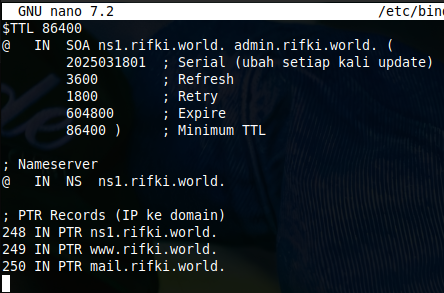 GNU nano 7.2 /etc/bin
$TTL 86400
@ IN SOA ns1.rifki.world. admin.rifki.world. (
2025031801 ; Serial (ubah setiap kali update)
3600 ; Refresh
1800 ; Retry
604800 ; Expire
86400 ) ; Minimum TTL
; Nameserver
@ IN NS ns1.rifki.world.
; PTR Records (IP ke domain)
248 IN PTR ns1.rifki.world.
249 IN PTR www.rifki.world.
250 IN PTR mail.rifki.world.